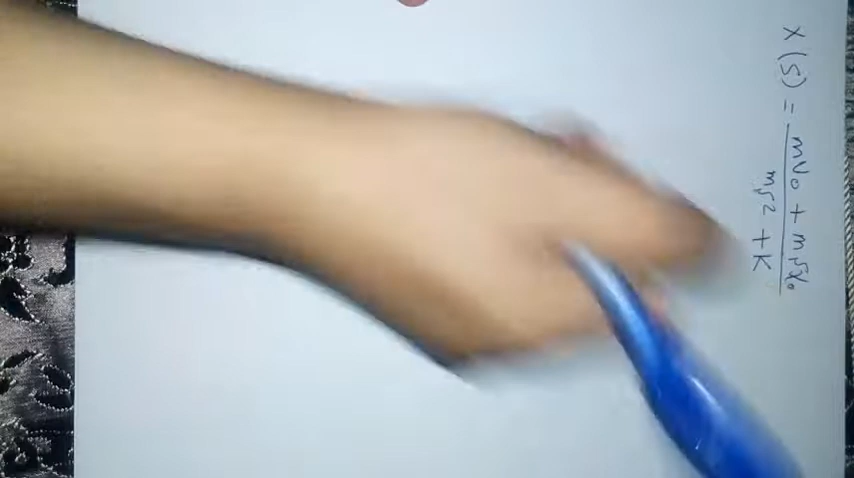 X(s) = mv₀ + msx₀ / ms² + K